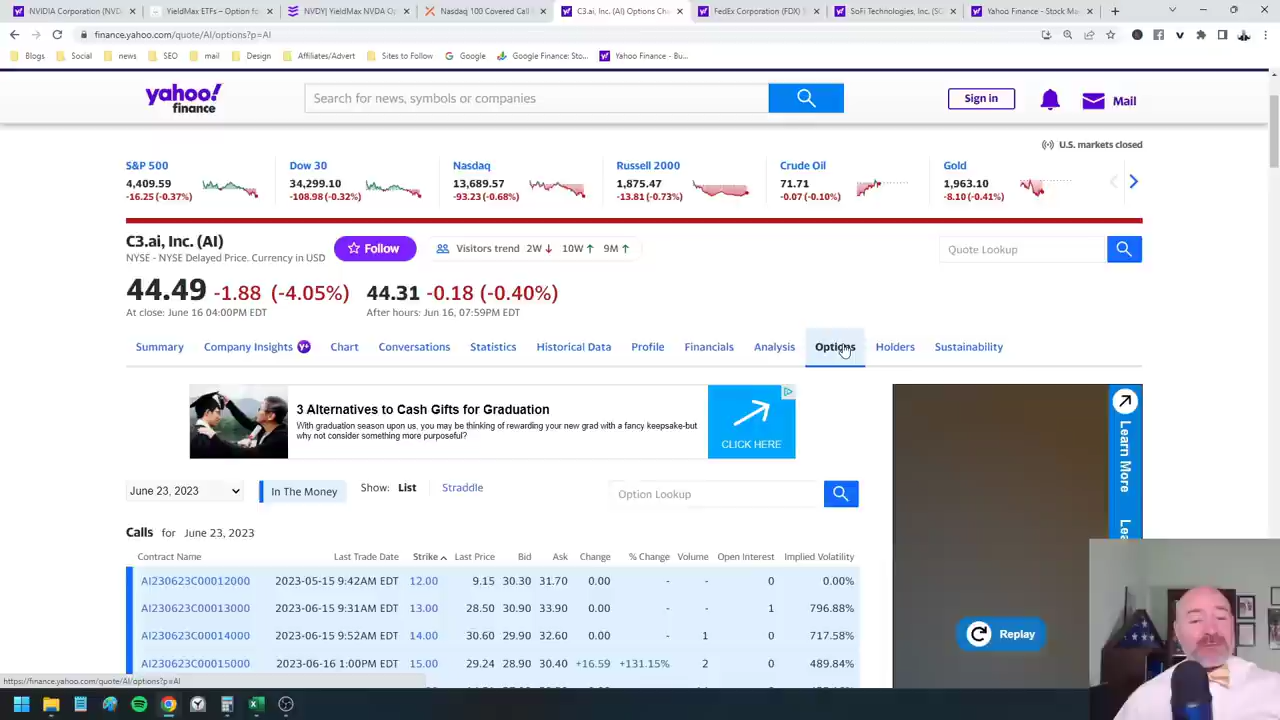 NVIDIA Corporation (NVD
YieldMax ETFs – Option fo
NVDY| YieldMax NVDA Op
Nasdaq 100 Covered Call
C3.ai, Inc. (AI) Options Cha
FedEx Corporation (FDX) S
SoFi Technologies, Inc. (SO
Yahoo Finance - Stock Ma
finance.yahoo.com/quote/AI/options?p=AI
Blogs Social news SEO mail Design Affiliates/Advert Sites to Follow Google Google Finance: Yahoo Finance - Bu...
yahoo!
finance
Search for news, symbols or companies
Sign in
Mail
U.S. markets closed
S&P 500 Dow 30 Nasdaq Russell 2000 Crude Oil Gold
4,409.59 34,299.10 13,689.57 1,875.47 71.71 1,963.10
-16.25 (-0.37%) -108.98 (-0.32%) -93.23 (-0.68%) -13.81 (-0.73%) -0.07 (-0.10%) -8.10 (-0.41%)
C3.ai, Inc. (AI)
NYSE - NYSE Delayed Price. Currency in USD
Follow
Visitors trend 2W↓ 10W↑ 9M↑
Quote Lookup
44.49 -1.88 (-4.05%) 44.31 -0.18 (-0.40%)
At close: June 16 04:00PM EDT After hours: Jun 16, 07:59PM EDT
Summary Company Insights Y+ Chart Conversations Statistics Historical Data Profile Financials Analysis Options Holders Sustainability
3 Alternatives to Cash Gifts for Graduation
With graduation season upon us, you may be thinking of rewarding your new grad with a fancy keepsake-but
why not consider something more purposeful?
CLICK HERE
Learn More
Lea
Replay
June 23, 2023 In The Money Show: List Straddle
Option Lookup
Calls for June 23, 2023
Contract Name Last Trade Date Strike Last Price Bid Ask Change % Change Volume Open Interest Implied Volatility
AI230623C00012000 2023-05-15 9:42AM EDT 12.00 9.15 30.30 31.70 0.00 - - 0 0.00%
AI230623C00013000 2023-06-15 9:31AM EDT 13.00 28.50 30.90 33.90 0.00 - - 1 796.88%
AI230623C00014000 2023-06-15 9:52AM EDT 14.00 30.60 29.90 32.60 0.00 - 1 0 717.58%
AI230623C00015000 2023-06-16 1:00PM EDT 15.00 29.24 28.90 30.40 +16.59 +131.15% 2 0 489.84%
https://finance.yahoo.com/quote/AI/options?p=AI